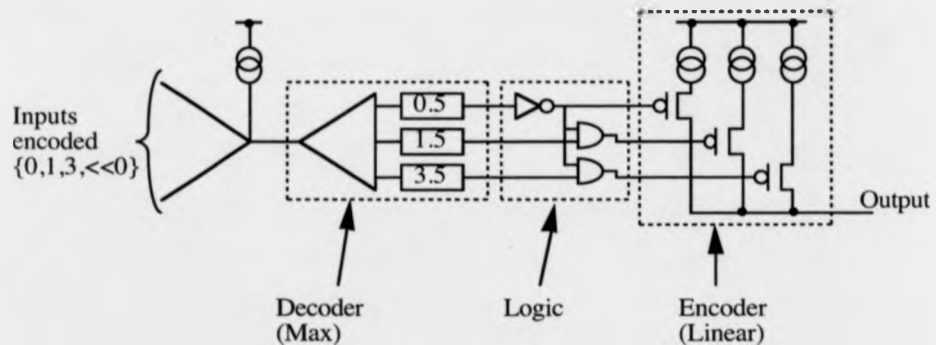 Inputs
encoded
{0,1,3,<<0}
0.5
1.5
3.5
Output
Decoder
(Max)
Logic
Encoder
(Linear)